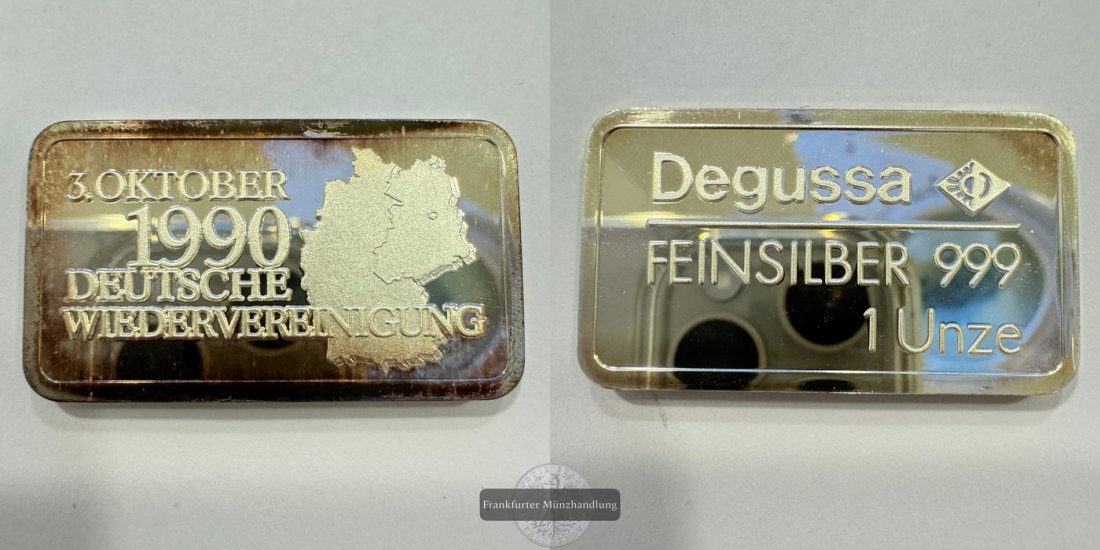 3. OKTOBER
1990
DEUTSCHE
WIEDERVEREINIGUNG
Degussa
FEINSILBER 999
1 Unze
Frankfurter Münzhandlung